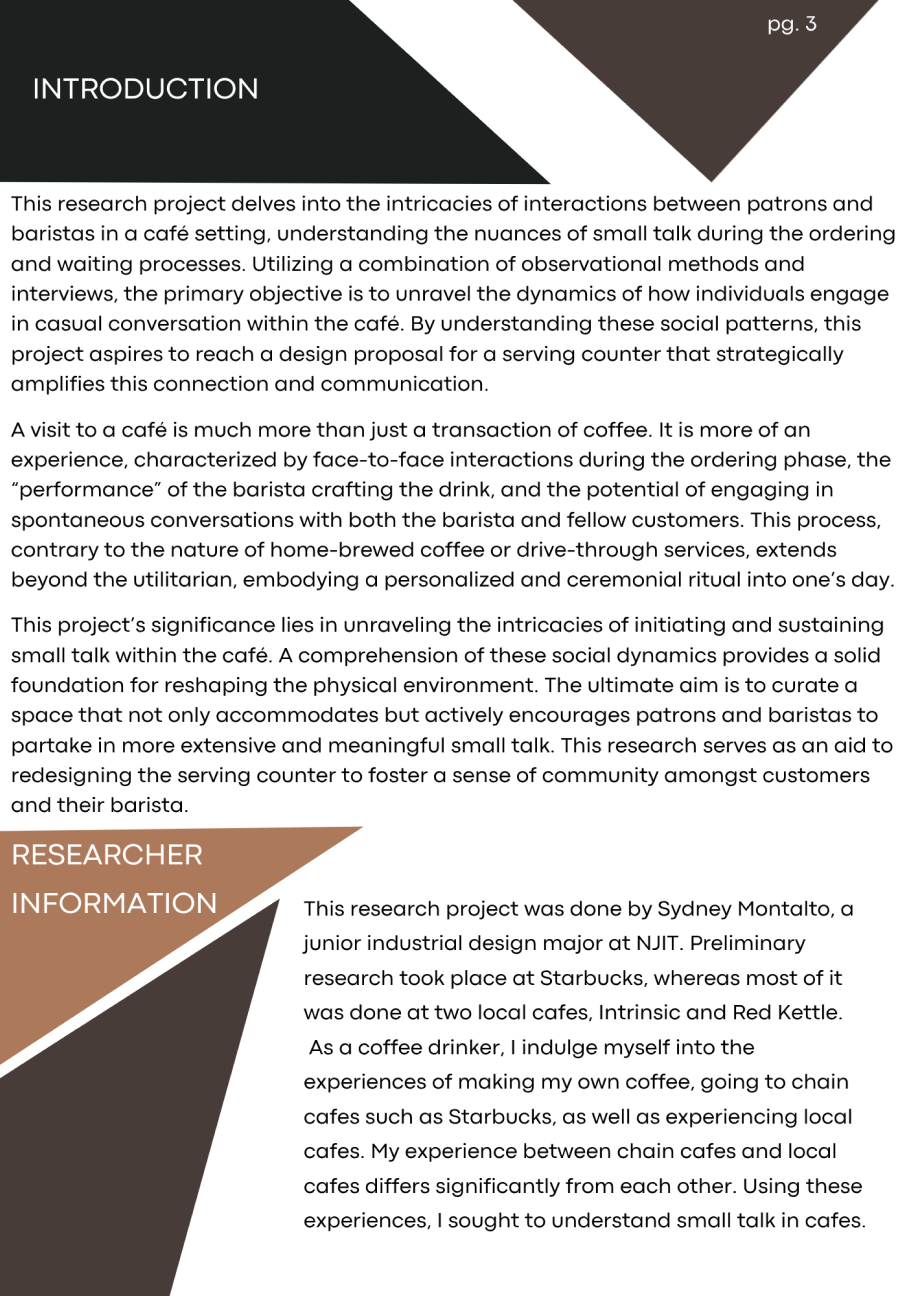 pg. 3
INTRODUCTION
This research project delves into the intricacies of interactions between patrons and
baristas in a café setting, understanding the nuances of small talk during the ordering
and waiting processes. Utilizing a combination of observational methods and
interviews, the primary objective is to unravel the dynamics of how individuals engage
in casual conversation within the café. By understanding these social patterns, this
project aspires to reach a design proposal for a serving counter that strategically
amplifies this connection and communication.
A visit to a café is much more than just a transaction of coffee. It is more of an
experience, characterized by face-to-face interactions during the ordering phase, the
“performance” of the barista crafting the drink, and the potential of engaging in
spontaneous conversations with both the barista and fellow customers. This process,
contrary to the nature of home-brewed coffee or drive-through services, extends
beyond the utilitarian, embodying a personalized and ceremonial ritual into one’s day.
This project’s significance lies in unraveling the intricacies of initiating and sustaining
small talk within the café. A comprehension of these social dynamics provides a solid
foundation for reshaping the physical environment. The ultimate aim is to curate a
space that not only accommodates but actively encourages patrons and baristas to
partake in more extensive and meaningful small talk. This research serves as an aid to
redesigning the serving counter to foster a sense of community amongst customers
and their barista.
RESEARCHER
INFORMATION
This research project was done by Sydney Montalto, a
junior industrial design major at NJIT. Preliminary
research took place at Starbucks, whereas most of it
was done at two local cafes, Intrinsic and Red Kettle.
As a coffee drinker, I indulge myself into the
experiences of making my own coffee, going to chain
cafes such as Starbucks, as well as experiencing local
cafes. My experience between chain cafes and local
cafes differs significantly from each other. Using these
experiences, I sought to understand small talk in cafes.